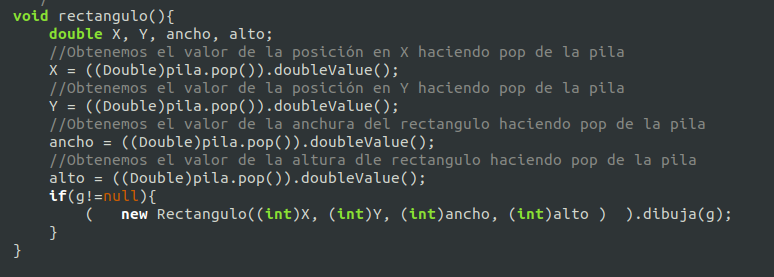 void rectangulo(){
    double X, Y, ancho, alto;
    //Obtenemos el valor de la posición en X haciendo pop de la pila
    X = ((Double)pila.pop()).doubleValue();
    //Obtenemos el valor de la posición en Y haciendo pop de la pila
    Y = ((Double)pila.pop()).doubleValue();
    //Obtenemos el valor de la anchura del rectangulo haciendo pop de la pila
    ancho = ((Double)pila.pop()).doubleValue();
    //Obtenemos el valor de la altura dle rectangulo haciendo pop de la pila
    alto = ((Double)pila.pop()).doubleValue();
    if(g!=null){
        (   new Rectangulo((int)X, (int)Y, (int)ancho, (int)alto )  ).dibuja(g);
    }
}